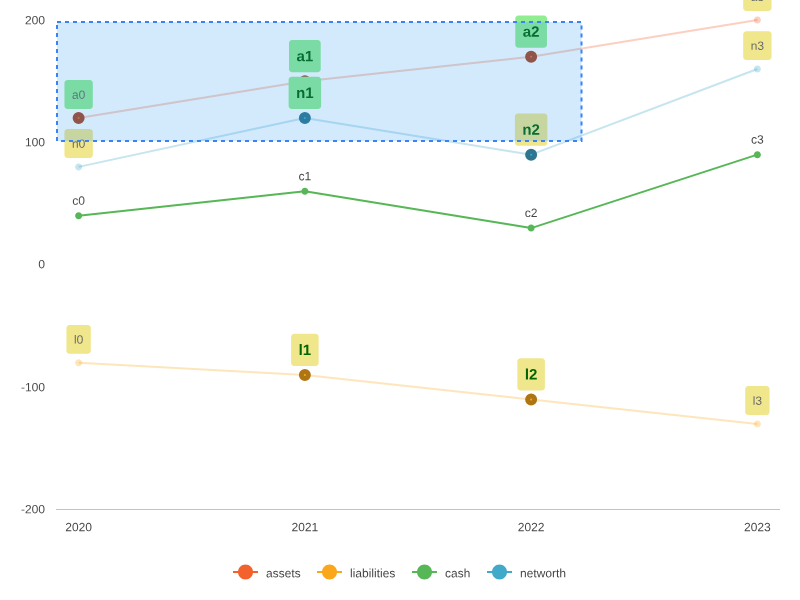 200
a2
n3
a1
a0
n1
n2
100
n0
c3
c1
c0
c2
0
l0
l1
l2
-100
l3
-200
2020 2021 2022 2023
assets liabilities cash networth